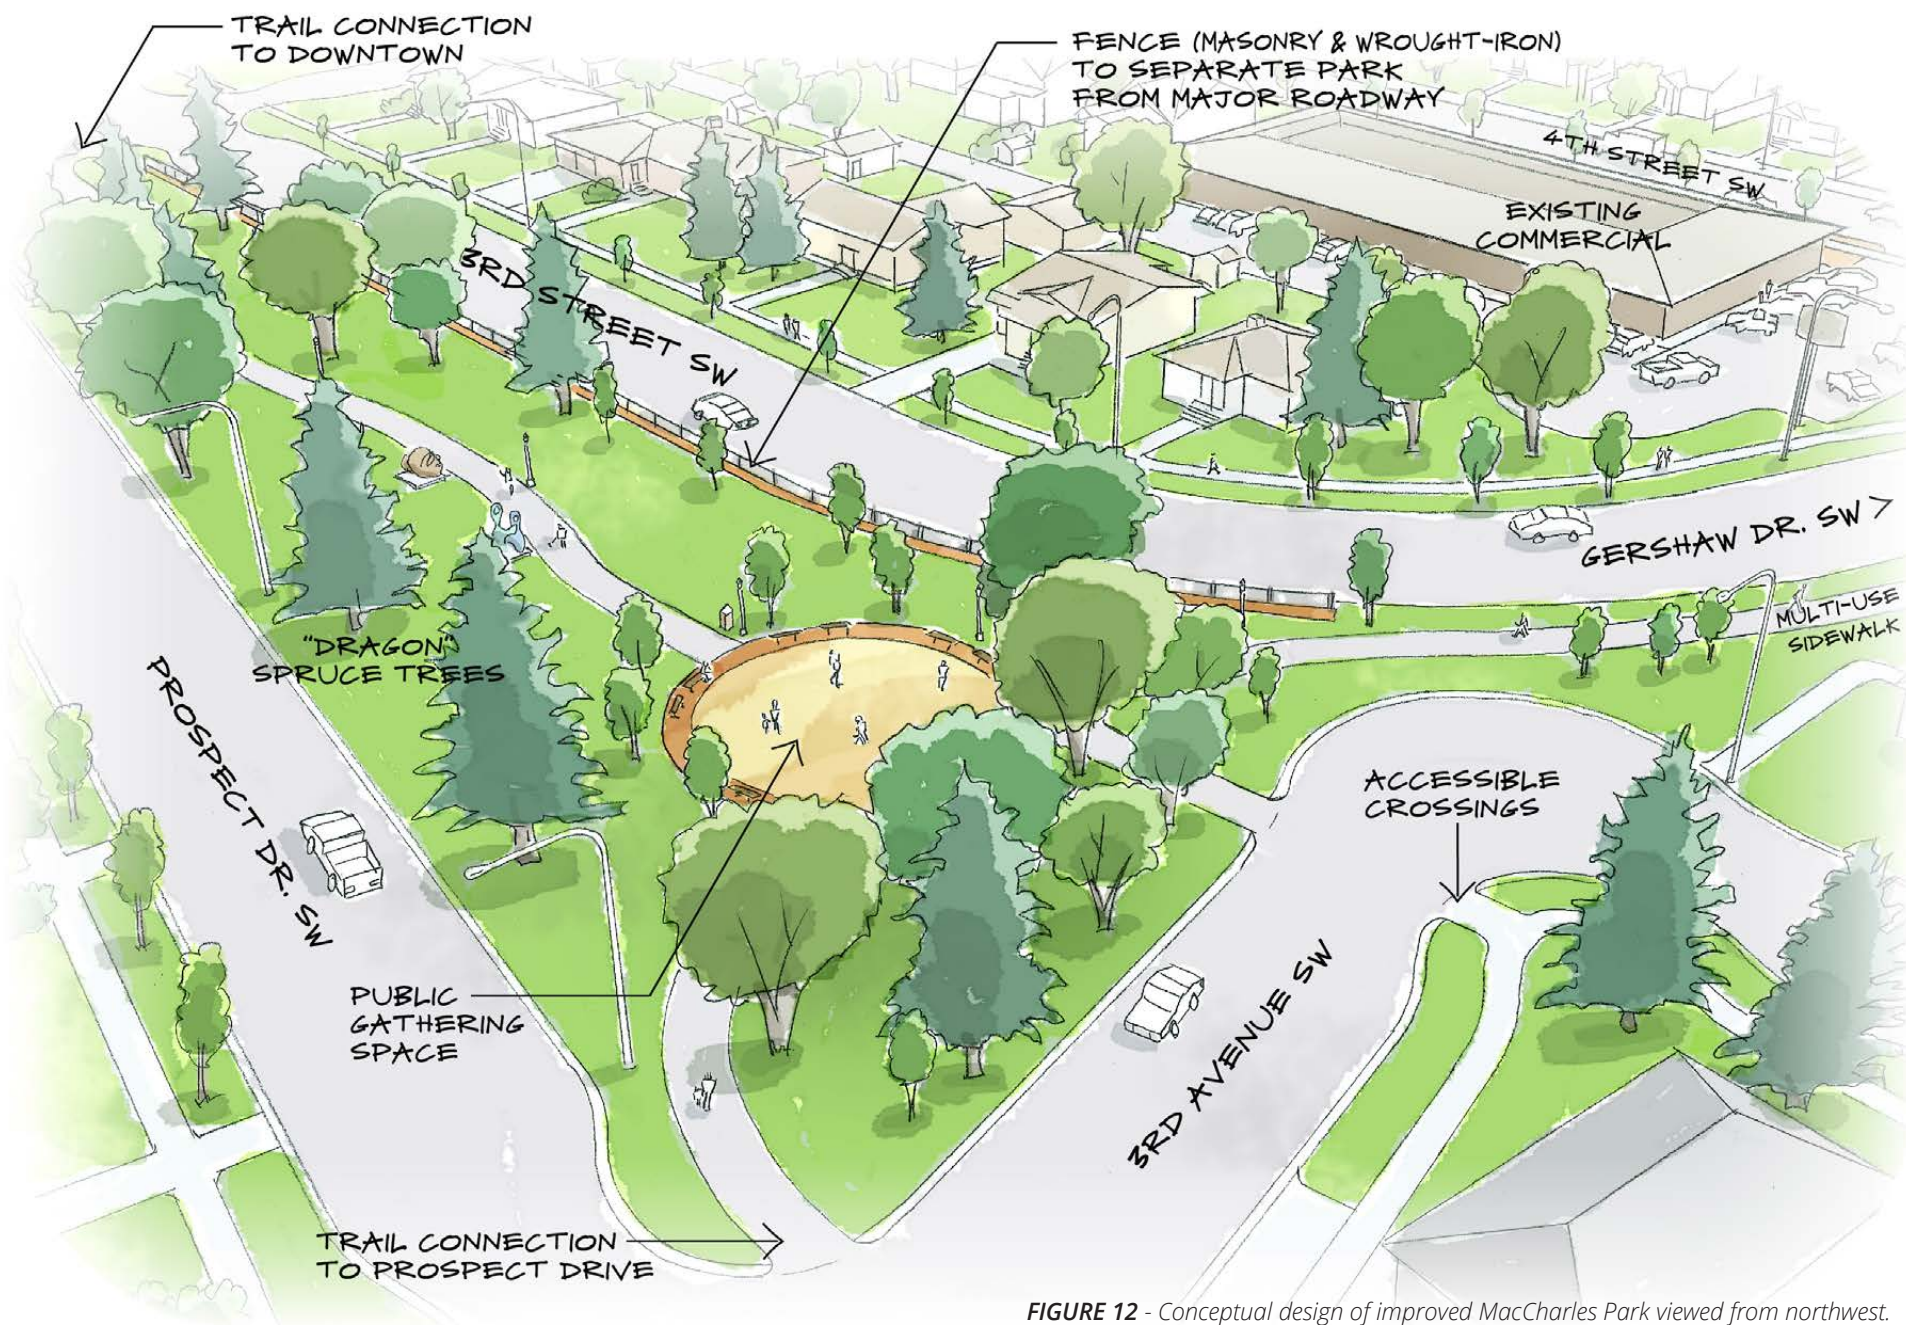 TRAIL CONNECTION
TO DOWNTOWN
FENCE (MASONRY & WROUGHT-IRON)
TO SEPARATE PARK
FROM MAJOR ROADWAY
4TH STREET SW
EXISTING
COMMERCIAL
3RD STREET SW
GERSHAW DR. SW >
MULTI-USE
SIDEWALK
"DRAGON"
SPRUCE TREES
PROSPECT DR. SW
ACCESSIBLE
CROSSINGS
PUBLIC
GATHERING
SPACE
3RD AVENUE SW
TRAIL CONNECTION
TO PROSPECT DRIVE
FIGURE 12 - Conceptual design of improved MacCharles Park viewed from northwest.